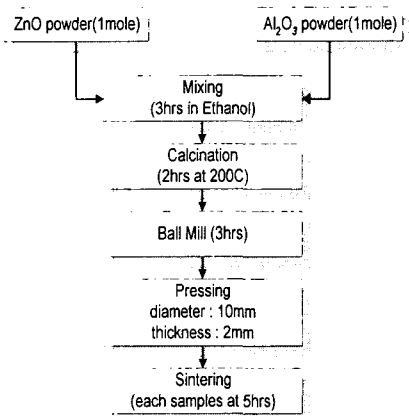 ZnO powder(1mole)
Al₂O₃ powder(1mole)
Mixing
(3hrs in Ethanol)
Calcination
(2hrs at 200C)
Ball Mill (3hrs)
Pressing
diameter : 10mm
thickness : 2mm
Sintering
(each samples at 5hrs)